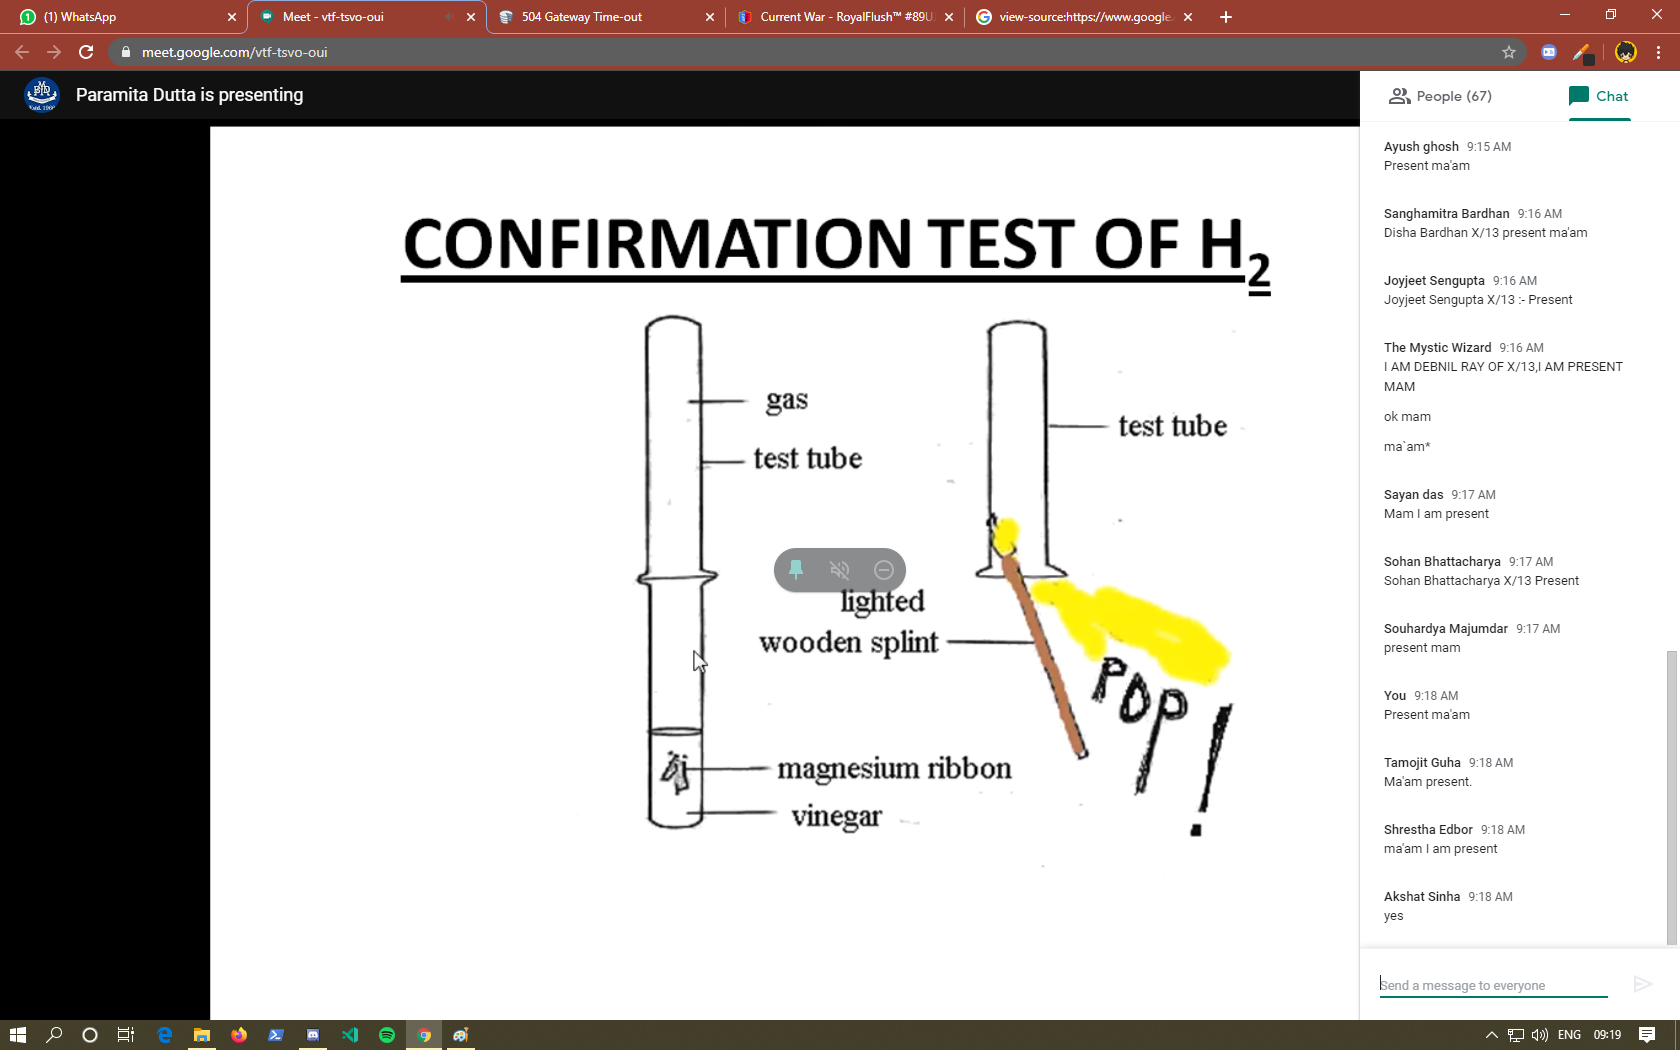 (1) WhatsApp
Meet - vtf-tsvo-oui
504 Gateway Time-out
Current War - RoyalFlush™ #89U
view-source:https://www.google.
meet.google.com/vtf-tsvo-oui
Paramita Dutta is presenting
People (67)
Chat
CONFIRMATION TEST OF H2
gas
test tube
test tube
lighted
wooden splint
POP!
magnesium ribbon
vinegar
Ayush ghosh 9:15 AM
Present ma'am
Sanghamitra Bardhan 9:16 AM
Disha Bardhan X/13 present ma'am
Joyjeet Sengupta 9:16 AM
Joyjeet Sengupta X/13 :- Present
The Mystic Wizard 9:16 AM
I AM DEBNIL RAY OF X/13,I AM PRESENT
MAM
ok mam
ma`am*
Sayan das 9:17 AM
Mam I am present
Sohan Bhattacharya 9:17 AM
Sohan Bhattacharya X/13 Present
Souhardya Majumdar 9:17 AM
present mam
You 9:18 AM
Present ma'am
Tamojit Guha 9:18 AM
Ma'am present.
Shrestha Edbor 9:18 AM
ma'am I am present
Akshat Sinha 9:18 AM
yes
Send a message to everyone
ENG 09:19